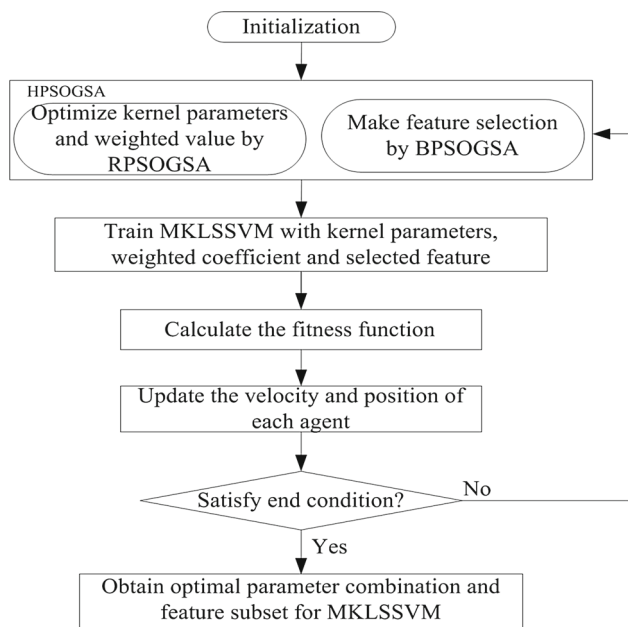 Initialization
HPSOGSA
Optimize kernel parameters
and weighted value by
RPSOGSA
Make feature selection
by BPSOGSA
Train MKLSSVM with kernel parameters,
weighted coefficient and selected feature
Calculate the fitness function
Update the velocity and position of
each agent
Satisfy end condition?
No
Yes
Obtain optimal parameter combination and
feature subset for MKLSSVM